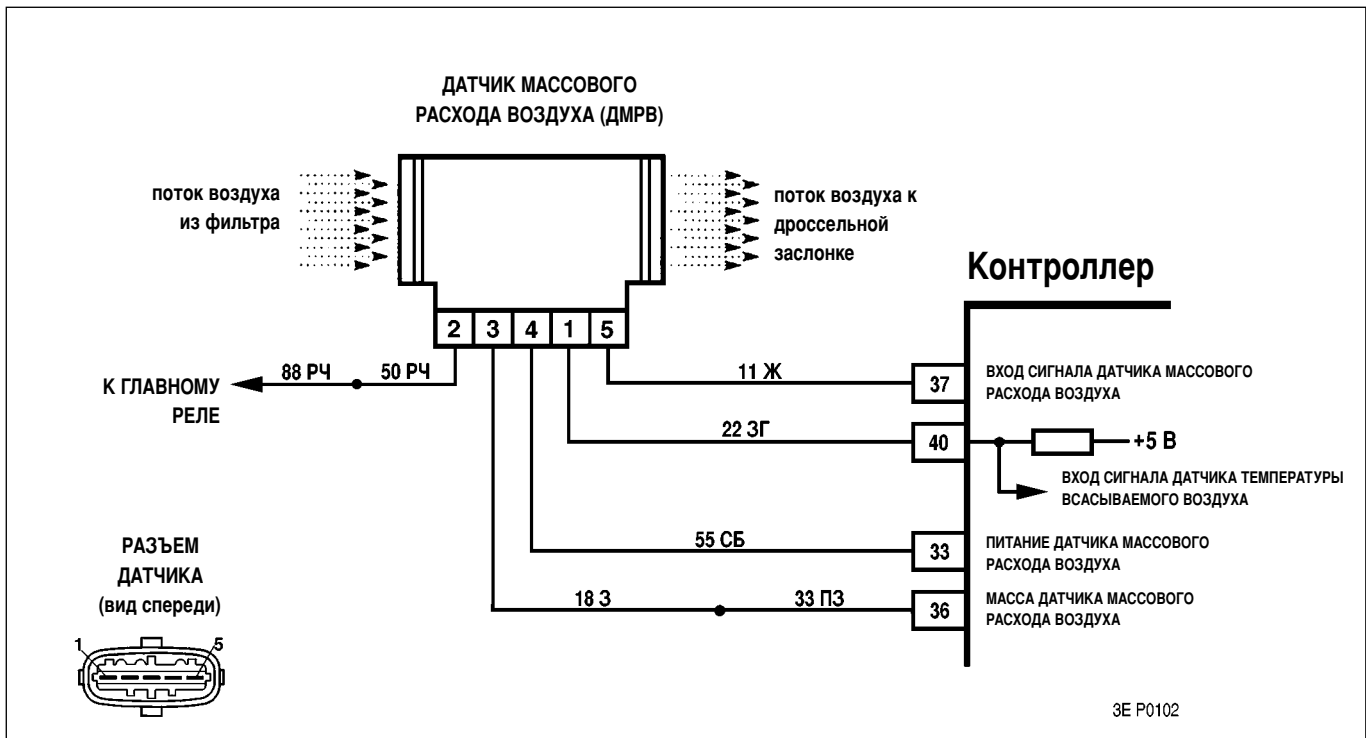 ДАТЧИК МАССОВОГО
РАСХОДА ВОЗДУХА (ДМРВ)
поток воздуха
из фильтра
поток воздуха к
дроссельной
заслонке
Контроллер
2 3 4 1 5
К ГЛАВНОМУ
РЕЛЕ
88 РЧ
50 РЧ
11 Ж
37
ВХОД СИГНАЛА ДАТЧИКА МАССОВОГО
РАСХОДА ВОЗДУХА
22 ЗГ
40
+5 В
ВХОД СИГНАЛА ДАТЧИКА ТЕМПЕРАТУРЫ
ВСАСЫВАЕМОГО ВОЗДУХА
55 СБ
33
ПИТАНИЕ ДАТЧИКА МАССОВОГО
РАСХОДА ВОЗДУХА
18 З
33 ПЗ
36
МАССА ДАТЧИКА МАССОВОГО
РАСХОДА ВОЗДУХА
РАЗЪЕМ
ДАТЧИКА
(вид спереди)
1
5
3E P0102